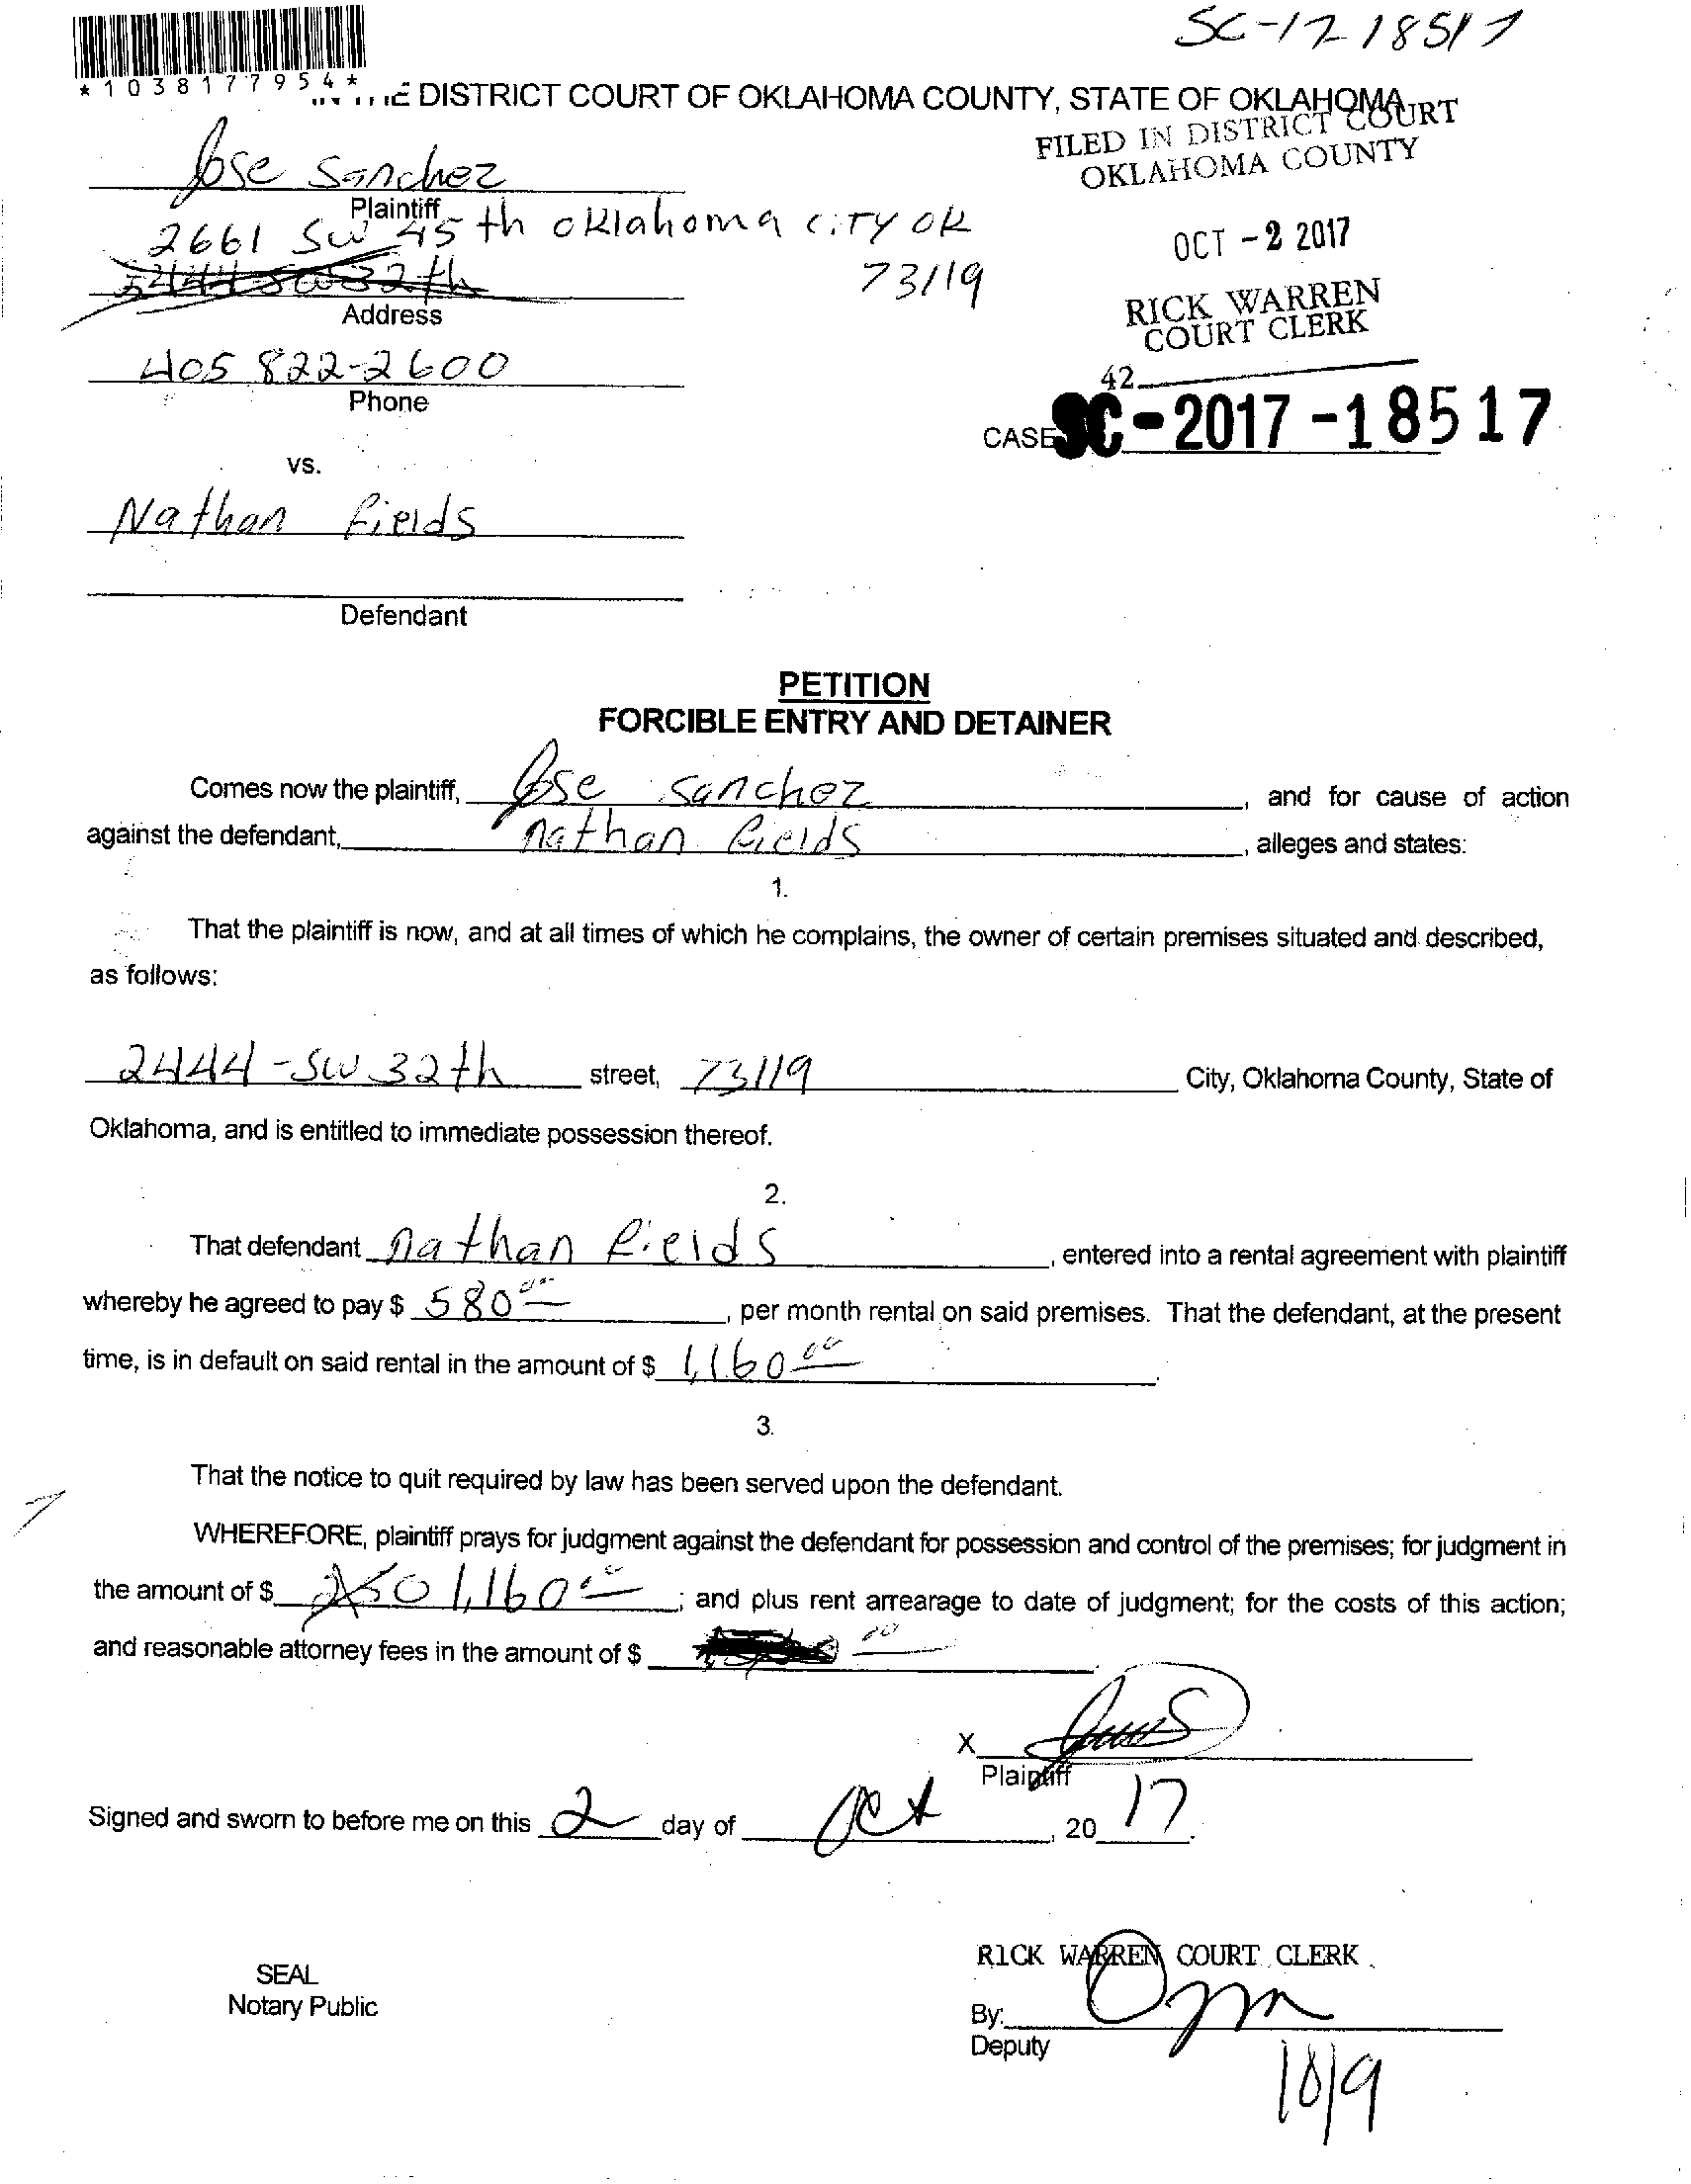 SC-17 18517
*1038177954*
THE DISTRICT COURT OF OKLAHOMA COUNTY, STATE OF OKLAHOMA
FILED IN DISTRICT COURT
OKLAHOMA COUNTY
Jose Sanchez
Plaintiff
2661 SW 45th oklahoma city ok
73119
OCT -2 2017
Address
RICK WARREN
COURT CLERK
405 822-2600
Phone
42
CASE SC-2017-18517
vs.
Nathan Fields
Defendant
PETITION
FORCIBLE ENTRY AND DETAINER
Comes now the plaintiff, Jose Sanchez, and for cause of action
against the defendant, nathan fields, alleges and states:
1.
That the plaintiff is now, and at all times of which he complains, the owner of certain premises situated and described,
as follows:
2444 - SW 32th street, 73119 City, Oklahoma County, State of
Oklahoma, and is entitled to immediate possession thereof.
2.
That defendant nathan fields, entered into a rental agreement with plaintiff
whereby he agreed to pay $ 580 00, per month rental on said premises. That the defendant, at the present
time, is in default on said rental in the amount of $ 1,160 00.
3.
That the notice to quit required by law has been served upon the defendant.
WHEREFORE, plaintiff prays for judgment against the defendant for possession and control of the premises; for judgment in
the amount of $ 250 1,160 00; and plus rent arrearage to date of judgment; for the costs of this action;
and reasonable attorney fees in the amount of $ 00
X
Plaintiff
Signed and sworn to before me on this 2 day of Oct, 20 17.
RICK WARREN COURT CLERK
SEAL
Notary Public
By:
Deputy
10/9